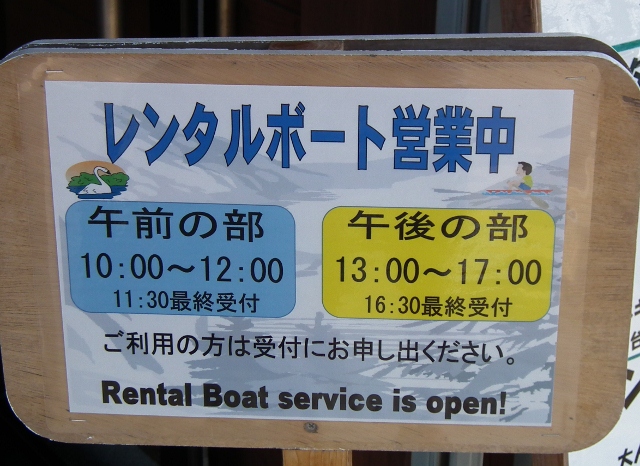 レンタルボート営業中
午前の部
10:00〜12:00
11:30最終受付
午後の部
13:00〜17:00
16:30最終受付
ご利用の方は受付にお申し出ください。
Rental Boat service is open!